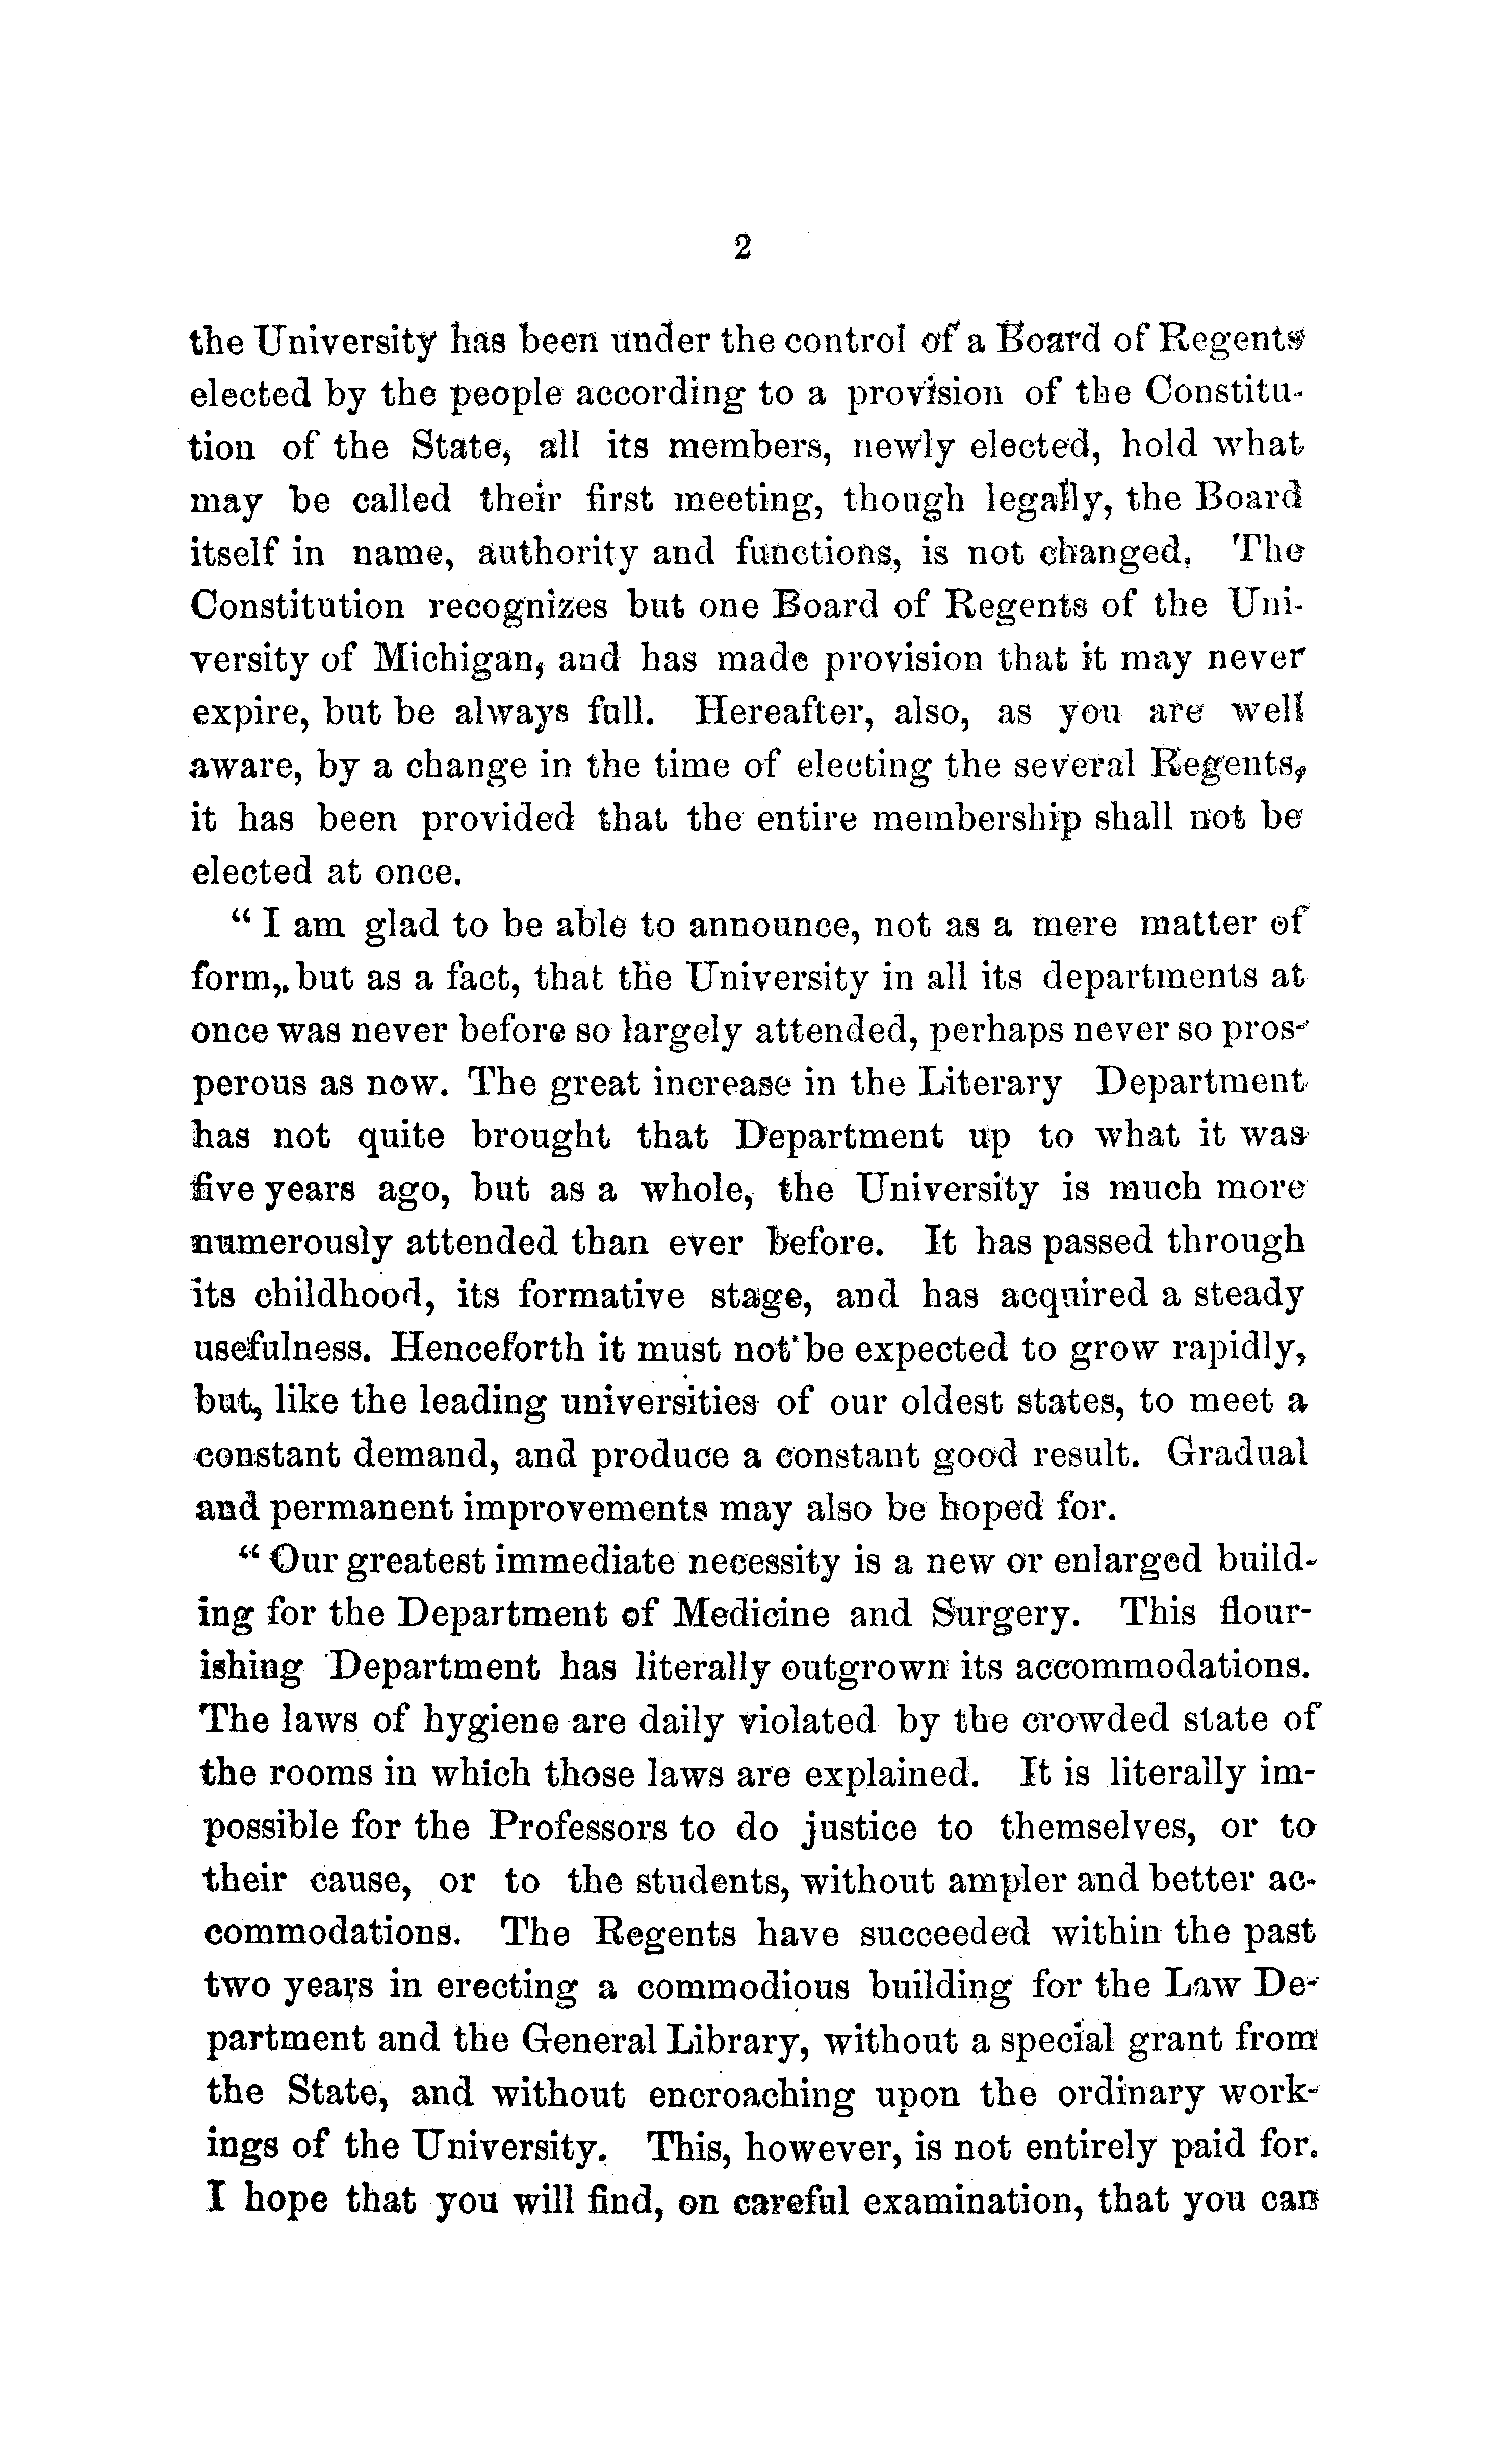 2
the University has been under the control of a Board of Regents
elected by the people according to a provision of the Constitu-
tion of the State, all its members, newly elected, hold what
may be called their first meeting, though legally, the Board
itself in name, authority and functions, is not changed. The
Constitution recognizes but one Board of Regents of the Uni-
versity of Michigan, and has made provision that it may never
expire, but be always full. Hereafter, also, as you are well
aware, by a change in the time of electing the several Regents,
it has been provided that the entire membership shall not be
elected at once.
“ I am glad to be able to announce, not as a mere matter of
form,. but as a fact, that the University in all its departments at
once was never before so largely attended, perhaps never so pros-
perous as now. The great increase in the Literary Department
has not quite brought that Department up to what it was
five years ago, but as a whole, the University is much more
numerously attended than ever before. It has passed through
its childhood, its formative stage, and has acquired a steady
usefulness. Henceforth it must not be expected to grow rapidly,
but, like the leading universities of our oldest states, to meet a
constant demand, and produce a constant good result. Gradual
and permanent improvements may also be hoped for.
“ Our greatest immediate necessity is a new or enlarged build-
ing for the Department of Medicine and Surgery. This flour-
ishing Department has literally outgrown its accommodations.
The laws of hygiene are daily violated by the crowded state of
the rooms in which those laws are explained. It is literally im-
possible for the Professors to do justice to themselves, or to
their cause, or to the students, without ampler and better ac-
commodations. The Regents have succeeded within the past
two years in erecting a commodious building for the Law De-
partment and the General Library, without a special grant from
the State, and without encroaching upon the ordinary work-
ings of the University. This, however, is not entirely paid for.
I hope that you will find, on careful examination, that you can